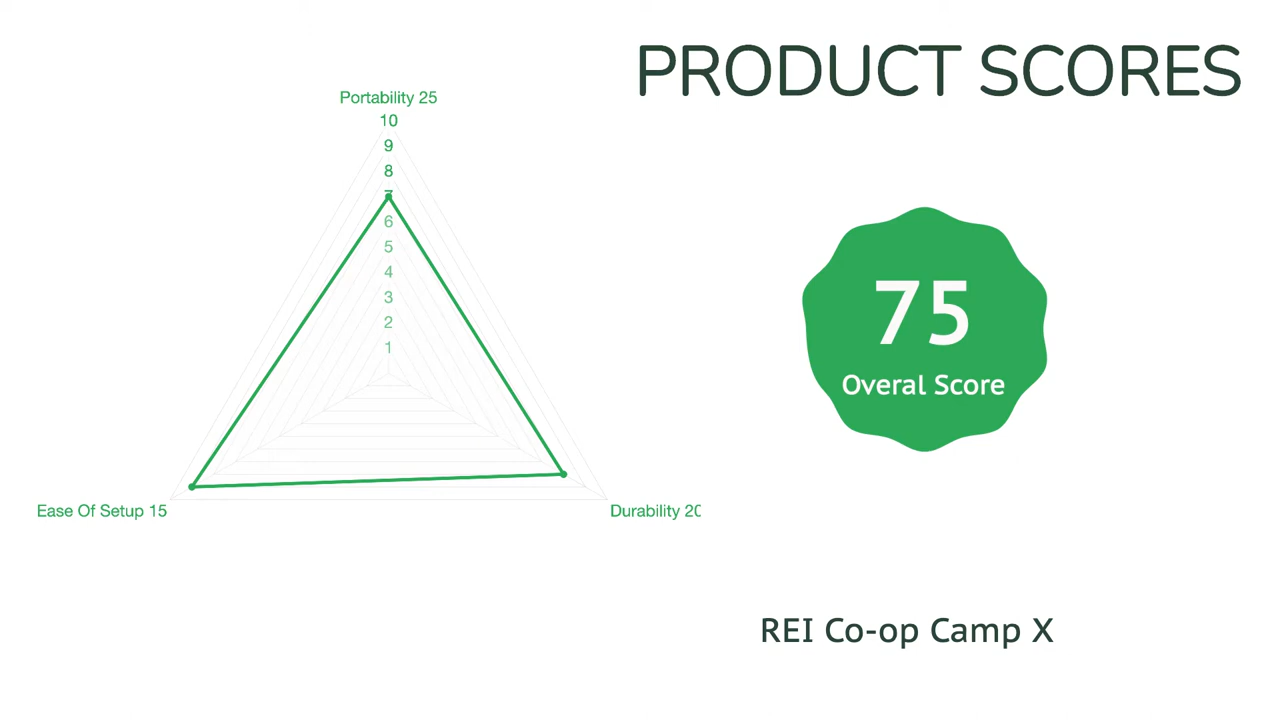 PRODUCT SCORES
Portability 25
10
9
8
7
6
5
4
3
2
1
75
Overal Score
Ease Of Setup 15
Durability 20
REI Co-op Camp X